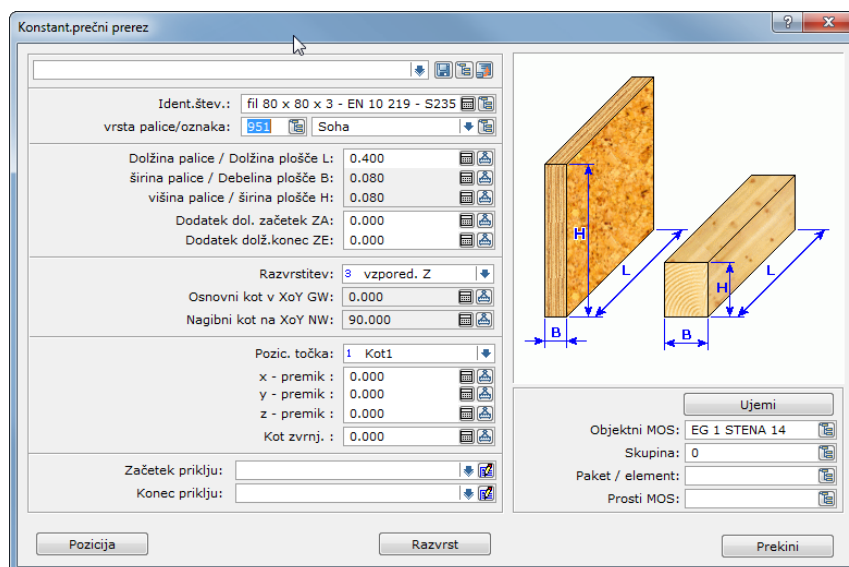 Konstant.prečni prerez
Ident.štev.: fil 80 x 80 x 3 - EN 10 219 - S235
vrsta palice/oznaka: 951 Soha
Dolžina palice / Dolžina plošče L: 0.400
širina palice / Debelina plošče B: 0.080
višina palice / širina plošče H: 0.080
Dodatek dol. začetek ZA: 0.000
Dodatek dolž.konec ZE: 0.000
Razvrstitev: 3 vzpored. Z
Osnovni kot v XoY GW: 0.000
Nagibni kot na XoY NW: 90.000
Pozic. točka: 1 Kot1
x - premik : 0.000
y - premik : 0.000
z - premik : 0.000
Kot zvrnj. : 0.000
Začetek priklju:
Konec priklju:
Pozicija
Razvrst
H
L
B
H
L
B
Ujemi
Objektni MOS: EG 1 STENA 14
Skupina: 0
Paket / element:
Prosti MOS:
Prekini